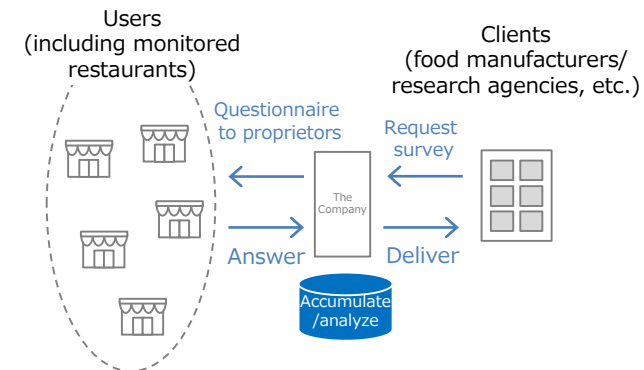 Users
(including monitored
restaurants)
Clients
(food manufacturers/
research agencies, etc.)
Questionnaire
to proprietors
Request
survey
The
Company
Answer
Deliver
Accumulate
/analyze